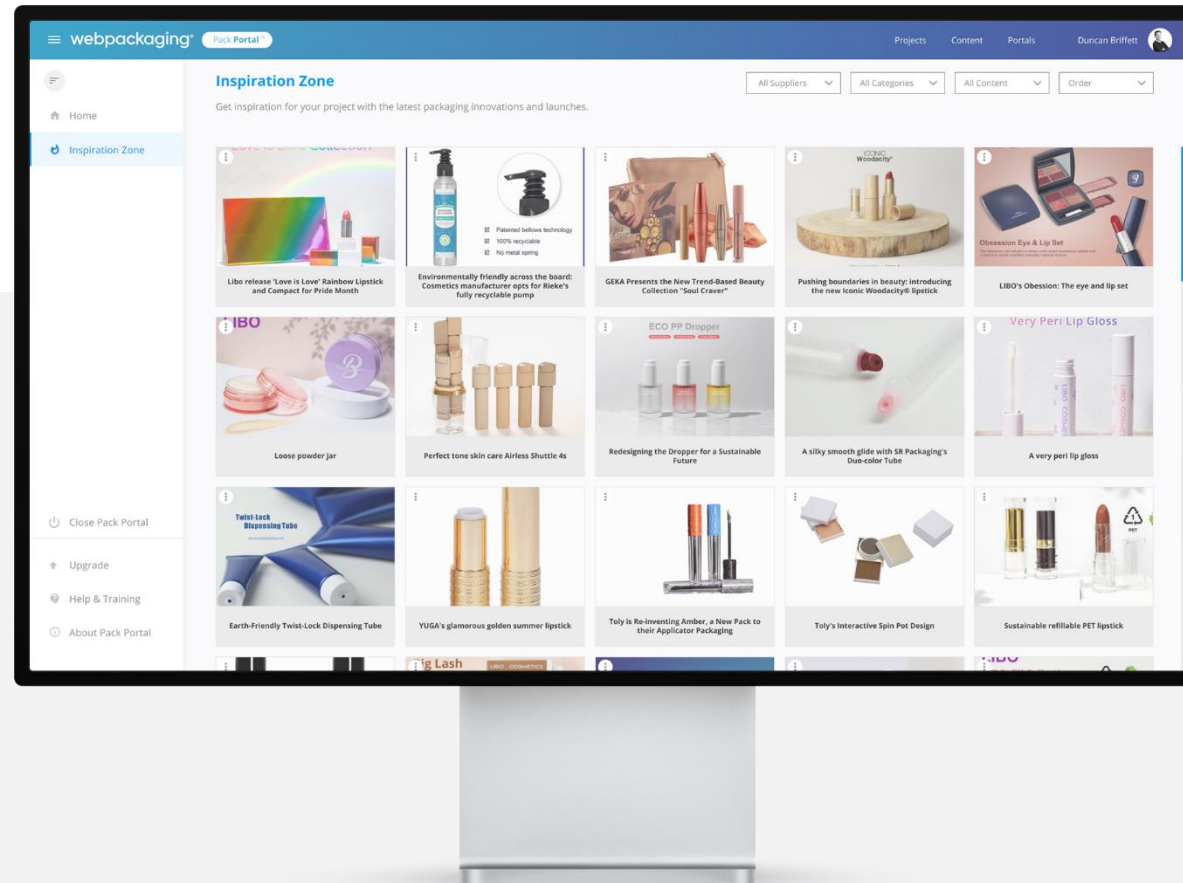 webpackaging® Pack Portal™
Projects Content Portals Duncan Briffett
Home
Inspiration Zone
Close Pack Portal
Upgrade
Help & Training
About Pack Portal
Inspiration Zone
Get inspiration for your project with the latest packaging innovations and launches.
All Suppliers All Categories All Content Order
Libo release 'Love is Love' Rainbow Lipstick
and Compact for Pride Month
Patented bellows technology
100% recyclable
No metal spring
Environmentally friendly across the board:
Cosmetics manufacturer opts for Rieke's
fully recyclable pump
GEKA Presents the New Trend-Based Beauty
Collection "Soul Craver"
ICONIC
Woodacity®
Pushing boundaries in beauty: introducing
the new Iconic Woodacity® lipstick
Obsession Eye & Lip Set
LIBO's Obession: The eye and lip set
LIBO
Loose powder jar
Perfect tone skin care Airless Shuttle 4s
ECO PP Dropper
Redesigning the Dropper for a Sustainable
Future
A silky smooth glide with SR Packaging's
Duo-color Tube
Very Peri Lip Gloss
LIBO COSMETICS
A very peri lip gloss
Twist-Lock
Dispensing Tube
Earth-Friendly Twist-Lock Dispensing Tube
YUGA's glamorous golden summer lipstick
Toly is Re-inventing Amber, a New Pack to
their Applicator Packaging
Toly's Interactive Spin Pot Design
1
PET
Sustainable refillable PET lipstick
Big Lash
LIBO COSMETICS